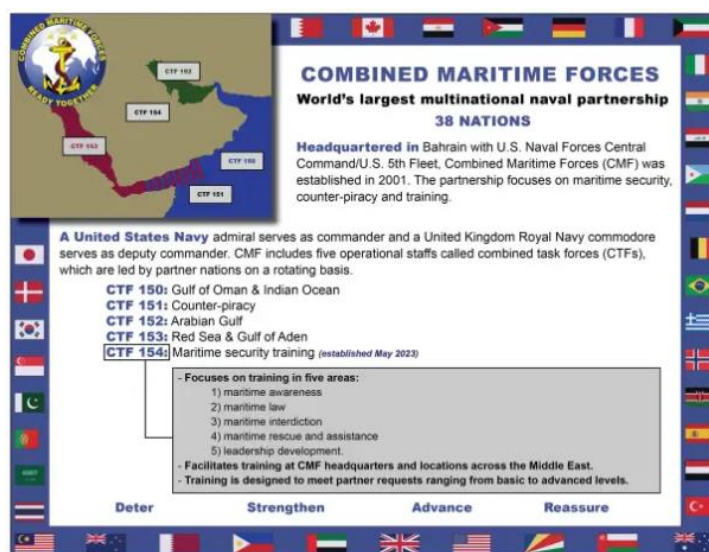 COMBINED MARITIME FORCES
READY TOGETHER
CTF 152
CTF 154
CTF 153
CTF 150
CTF 151
COMBINED MARITIME FORCES
World's largest multinational naval partnership
38 NATIONS
Headquartered in Bahrain with U.S. Naval Forces Central
Command/U.S. 5th Fleet, Combined Maritime Forces (CMF) was
established in 2001. The partnership focuses on maritime security,
counter-piracy and training.
A United States Navy admiral serves as commander and a United Kingdom Royal Navy commodore
serves as deputy commander. CMF includes five operational staffs called combined task forces (CTFs),
which are led by partner nations on a rotating basis.
CTF 150: Gulf of Oman & Indian Ocean
CTF 151: Counter-piracy
CTF 152: Arabian Gulf
CTF 153: Red Sea & Gulf of Aden
CTF 154: Maritime security training (established May 2023)
- Focuses on training in five areas:
1) maritime awareness
2) maritime law
3) maritime interdiction
4) maritime rescue and assistance
5) leadership development.
- Facilitates training at CMF headquarters and locations across the Middle East.
- Training is designed to meet partner requests ranging from basic to advanced levels.
Deter Strengthen Advance Reassure